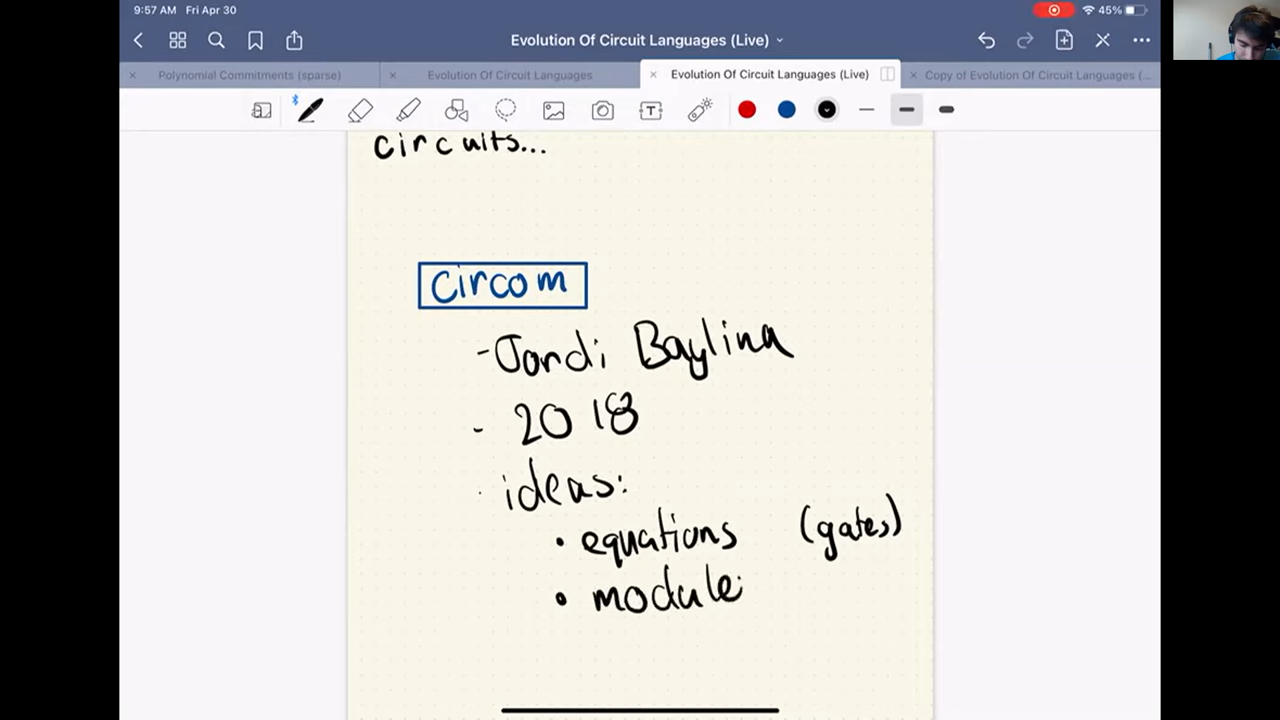 9:57 AM Fri Apr 30
45%
Evolution Of Circuit Languages (Live)
Polynomial Commitments (sparse)
Evolution Of Circuit Languages
Evolution Of Circuit Languages (Live)
Copy of Evolution Of Circuit Languages (...
T
circuits...
circom
- Jordi Baylina
- 2018
- ideas:
• equations (gates)
• module